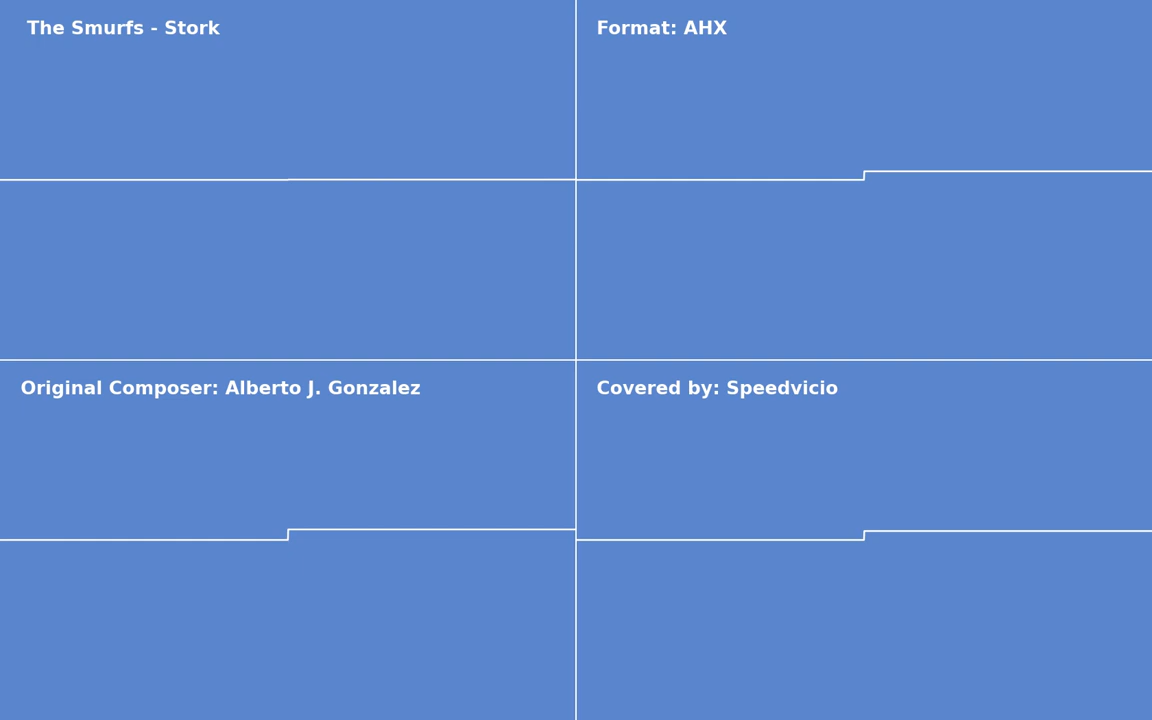 The Smurfs - Stork
Format: AHX
Original Composer: Alberto J. Gonzalez
Covered by: Speedvicio